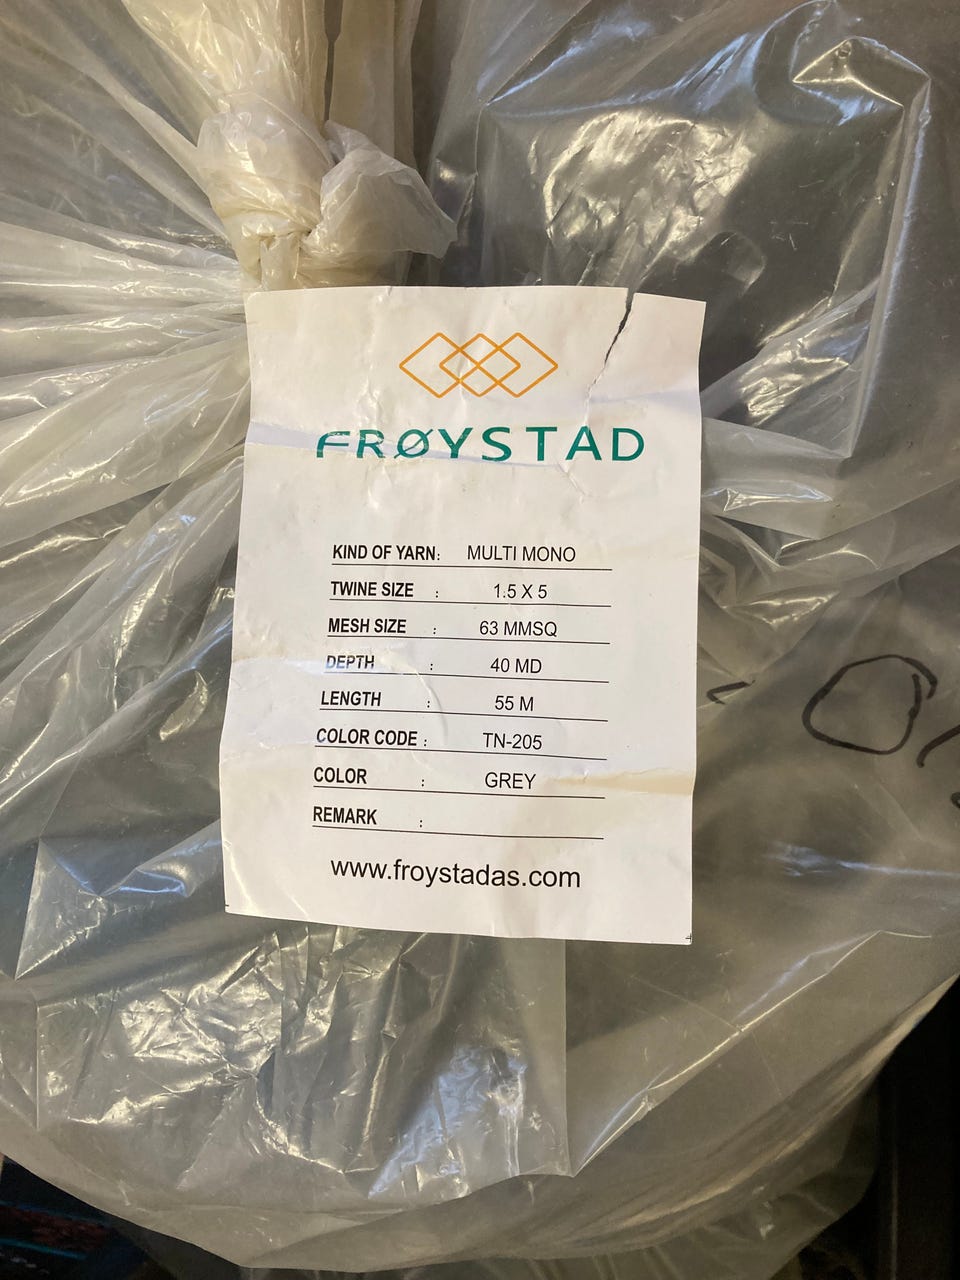 FRØYSTAD
KIND OF YARN: MULTI MONO
TWINE SIZE : 1.5 X 5
MESH SIZE : 63 MMSQ
DEPTH : 40 MD
LENGTH : 55 M
COLOR CODE : TN-205
COLOR : GREY
REMARK :
www.froystadas.com